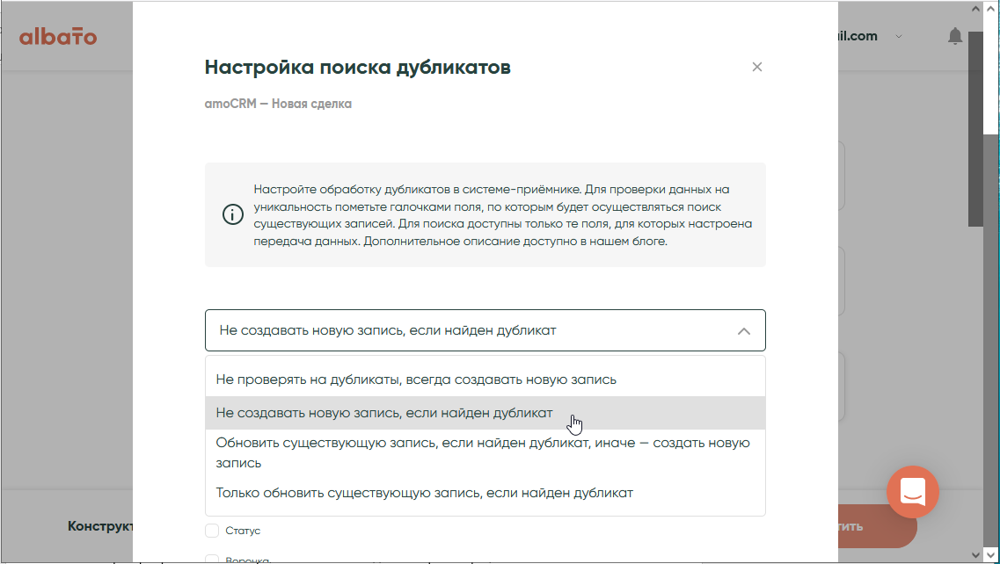 albato
il.com
Настройка поиска дубликатов
amoCRM — Новая сделка
Настройте обработку дубликатов в системе-приёмнике. Для проверки данных на
уникальность пометьте галочками поля, по которым будет осуществляться поиск
существующих записей. Для поиска доступны только те поля, для которых настроена
передача данных. Дополнительное описание доступно в нашем блоге.
Не создавать новую запись, если найден дубликат
Не проверять на дубликаты, всегда создавать новую запись
Не создавать новую запись, если найден дубликат
Обновить существующую запись, если найден дубликат, иначе — создать новую
запись
Только обновить существующую запись, если найден дубликат
Конструкт
тить
Статус
Воронка